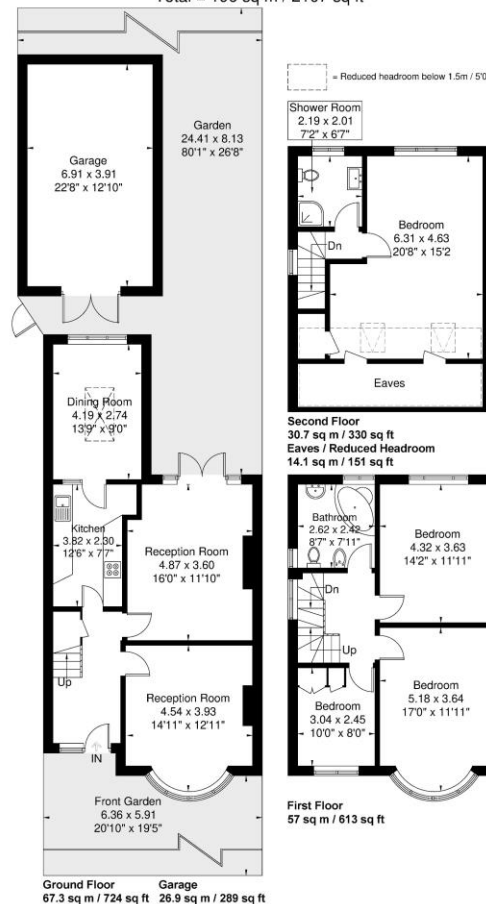 = Reduced headroom below 1.5m / 5'0
Garden
24.41 x 8.13
80'1" x 26'8"
Garage
6.91 x 3.91
22'8" x 12'10"
Shower Room
2.19 x 2.01
7'2" x 6'7"
Bedroom
6.31 x 4.63
20'8" x 15'2
Dn
Eaves
Second Floor
30.7 sq m / 330 sq ft
Eaves / Reduced Headroom
14.1 sq m / 151 sq ft
Dining Room
4.19 x 2.74
13'9" x 9'0"
Kitchen
3.82 x 2.30
12'6" x 7'7"
Reception Room
4.87 x 3.60
16'0" x 11'10"
Up
Reception Room
4.54 x 3.93
14'11" x 12'11"
IN
Front Garden
6.36 x 5.91
20'10" x 19'5"
Bathroom
2.62 x 2.42
8'7" x 7'11"
Bedroom
4.32 x 3.63
14'2" x 11'11"
Dn
Up
Bedroom
3.04 x 2.45
10'0" x 8'0"
Bedroom
5.18 x 3.64
17'0" x 11'11"
First Floor
57 sq m / 613 sq ft
Ground Floor
67.3 sq m / 724 sq ft
Garage
26.9 sq m / 289 sq ft